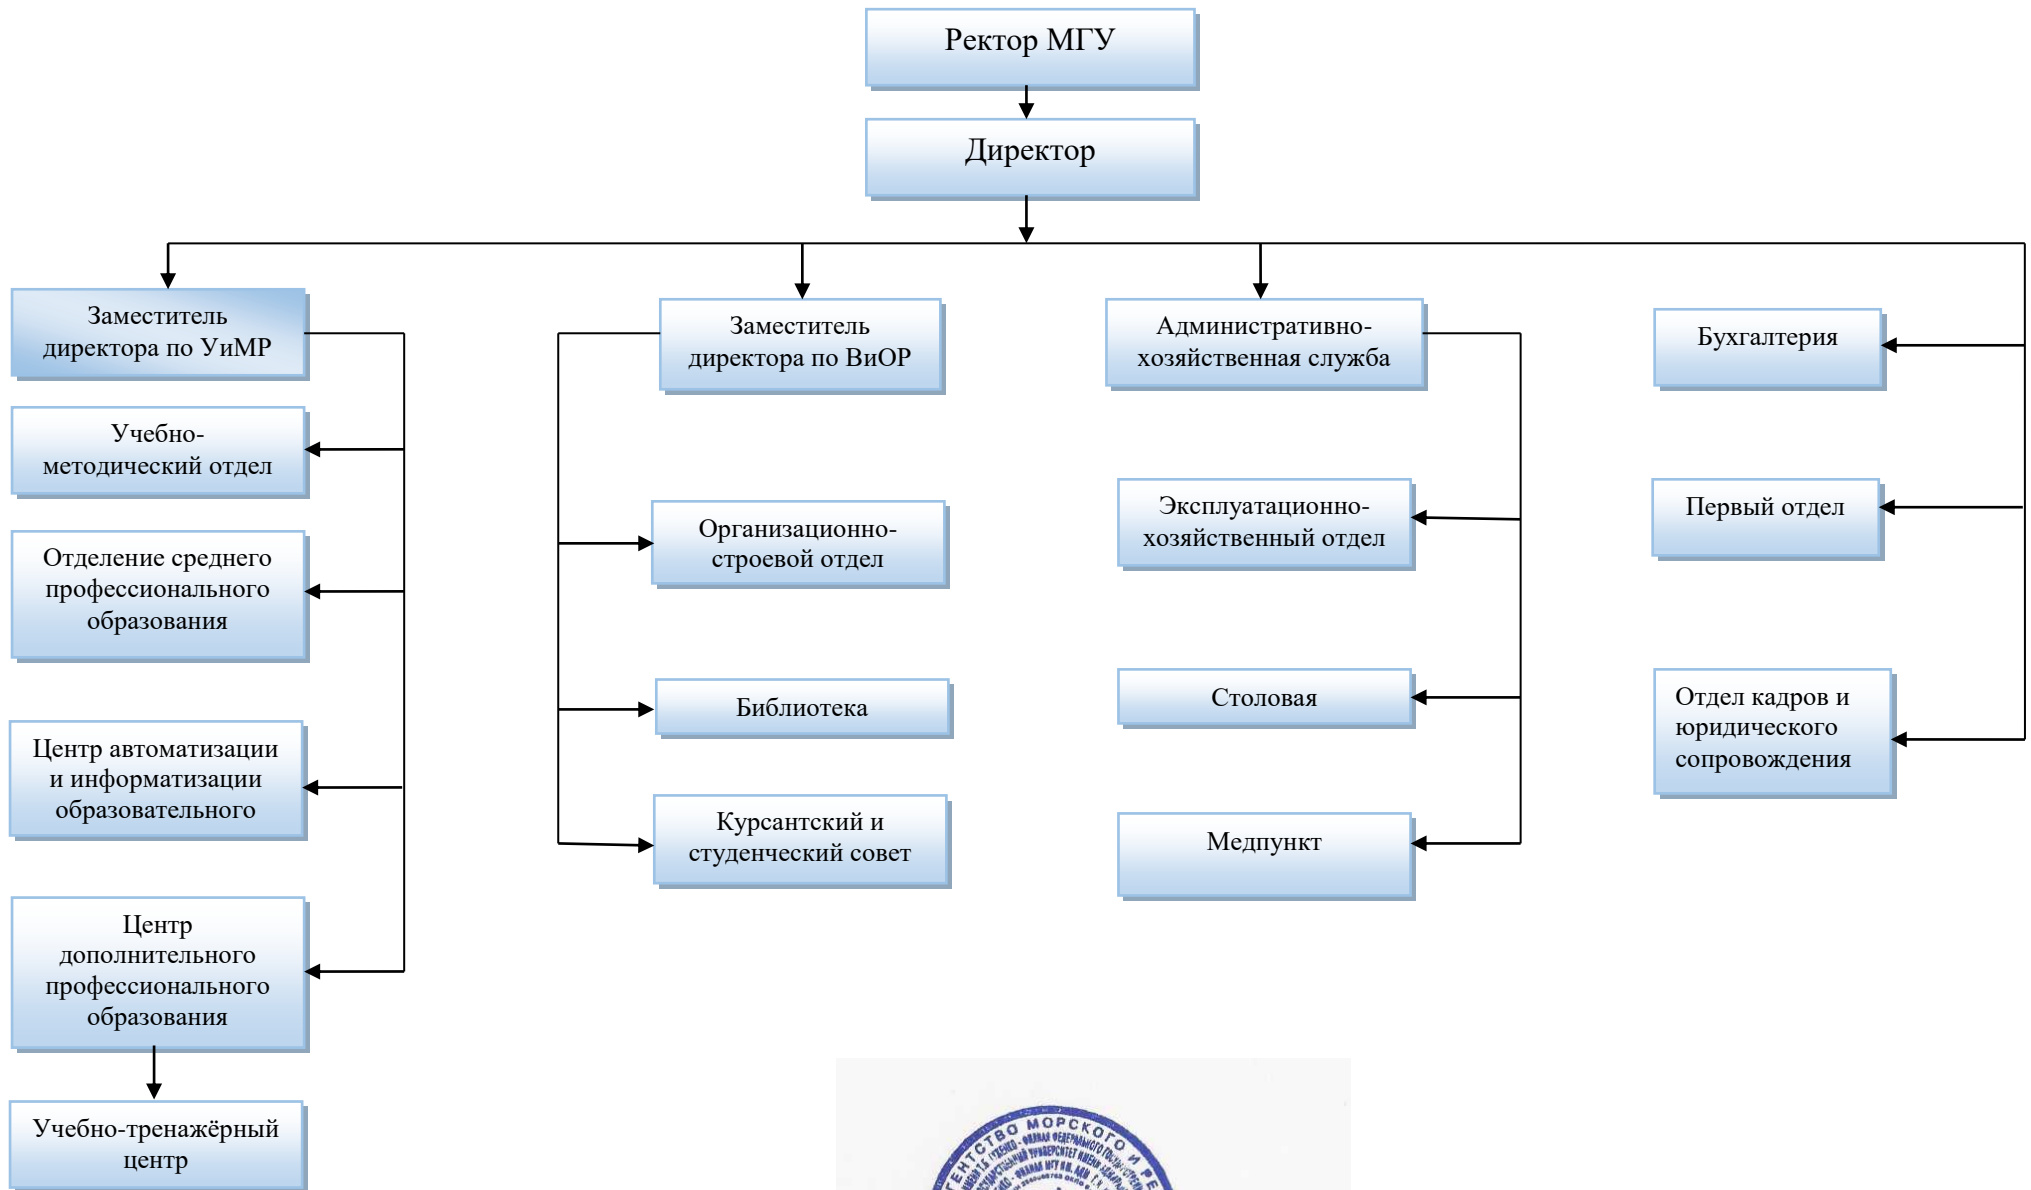 Ректор МГУ
Директор
Заместитель
директора по УиМР
Учебно-
методический отдел
Отделение среднего
профессионального
образования
Центр автоматизации
и информатизации
образовательного
Центр
дополнительного
профессионального
образования
Учебно-тренажёрный
центр
Заместитель
директора по ВиОР
Организационно-
строевой отдел
Библиотека
Курсантский и
студенческий совет
Административно-
хозяйственная служба
Эксплуатационно-
хозяйственный отдел
Столовая
Медпункт
Бухгалтерия
Первый отдел
Отдел кадров и
юридического
сопровождения
МОРСКОГО И